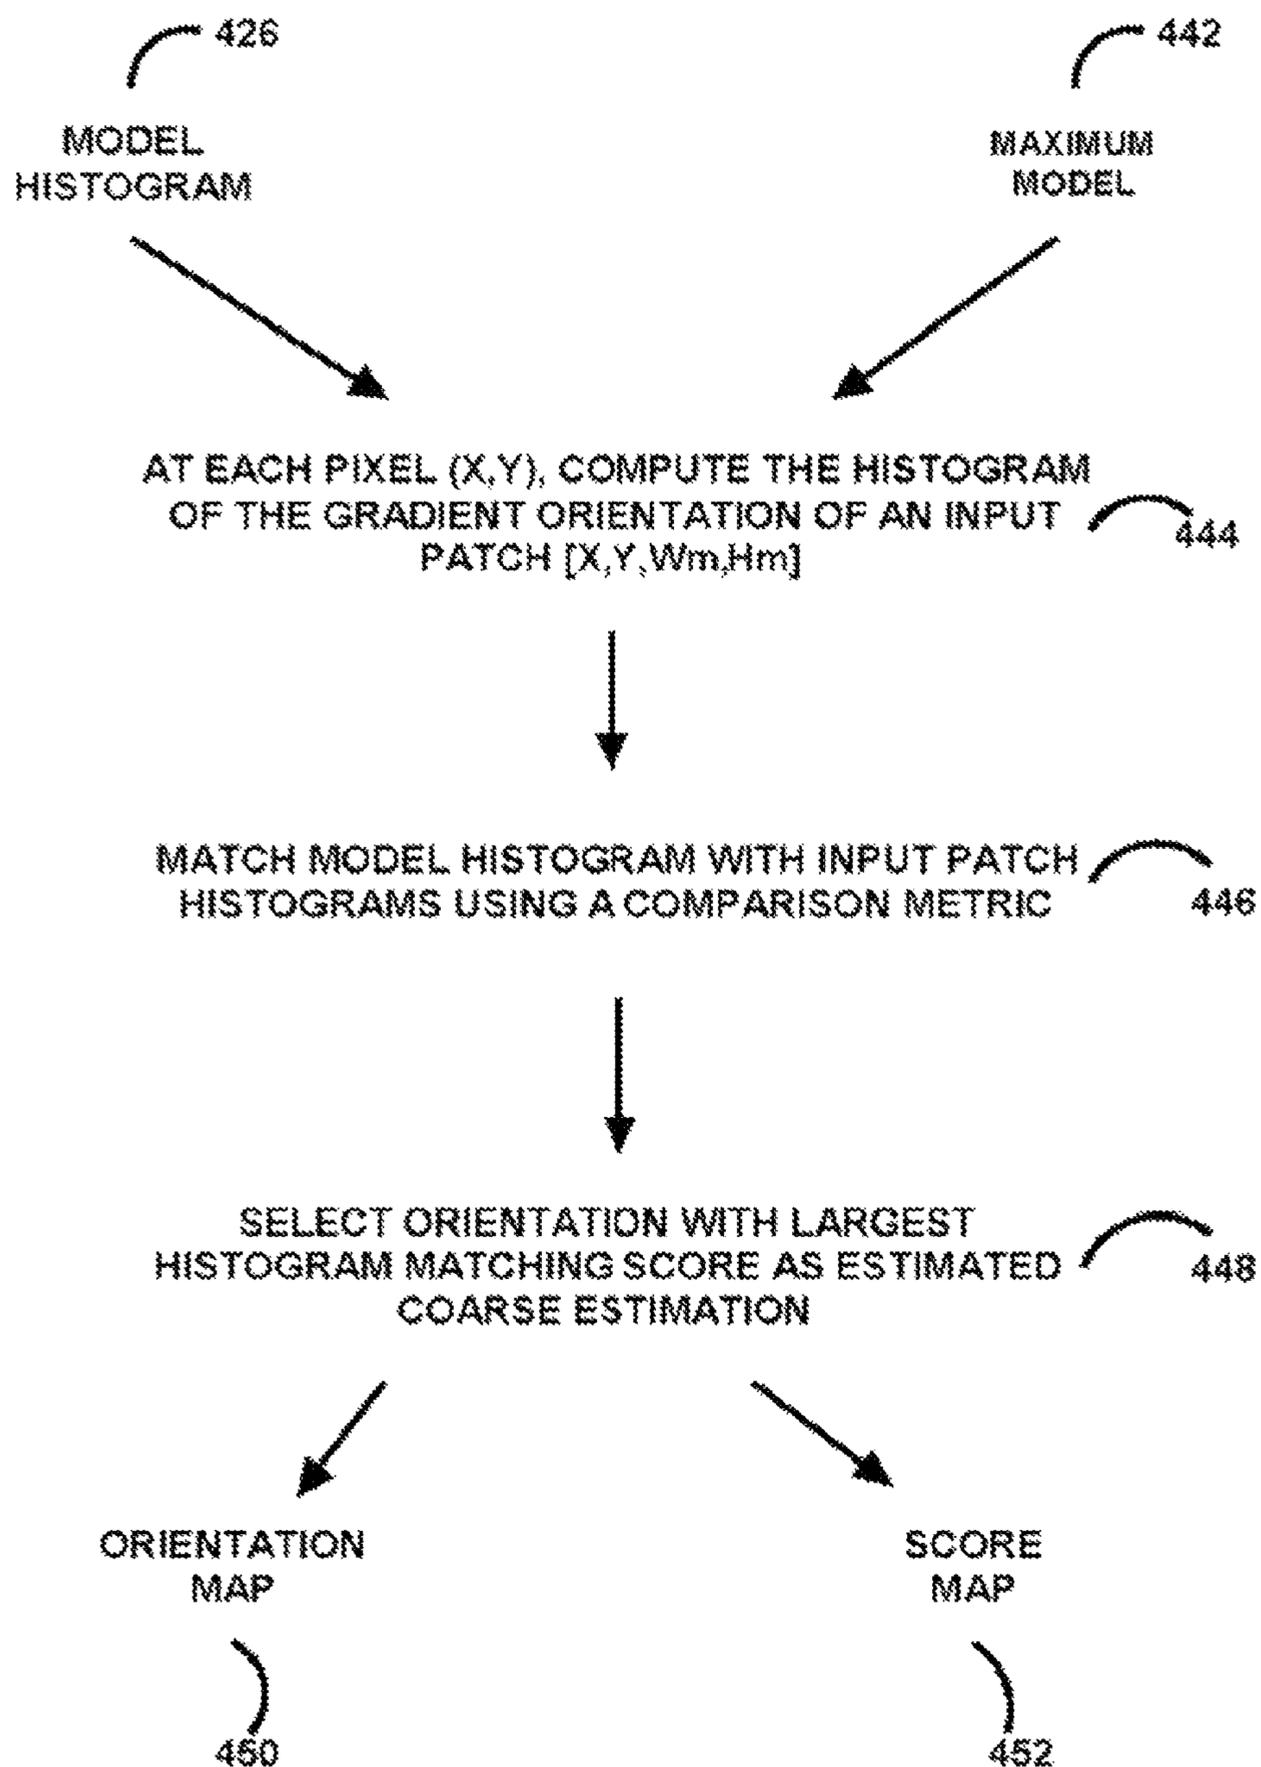 426
442
MODEL
HISTOGRAM
MAXIMUM
MODEL
AT EACH PIXEL (X,Y), COMPUTE THE HISTOGRAM
OF THE GRADIENT ORIENTATION OF AN INPUT
PATCH [X,Y,Wm,Hm]
444
MATCH MODEL HISTOGRAM WITH INPUT PATCH
HISTOGRAMS USING A COMPARISON METRIC
446
SELECT ORIENTATION WITH LARGEST
HISTOGRAM MATCHING SCORE AS ESTIMATED
COARSE ESTIMATION
448
ORIENTATION
MAP
SCORE
MAP
450
452